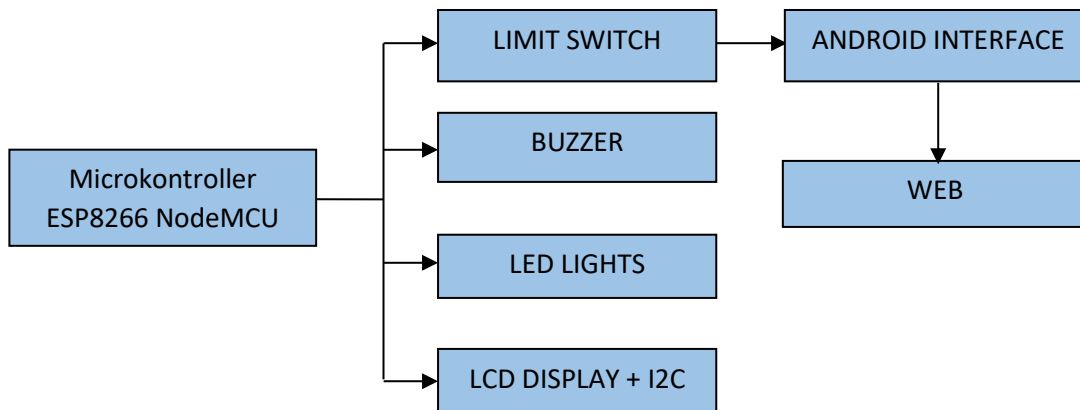 LIMIT SWITCH
ANDROID INTERFACE
BUZZER
Microkontroller
ESP8266 NodeMCU
WEB
LED LIGHTS
LCD DISPLAY + I2C